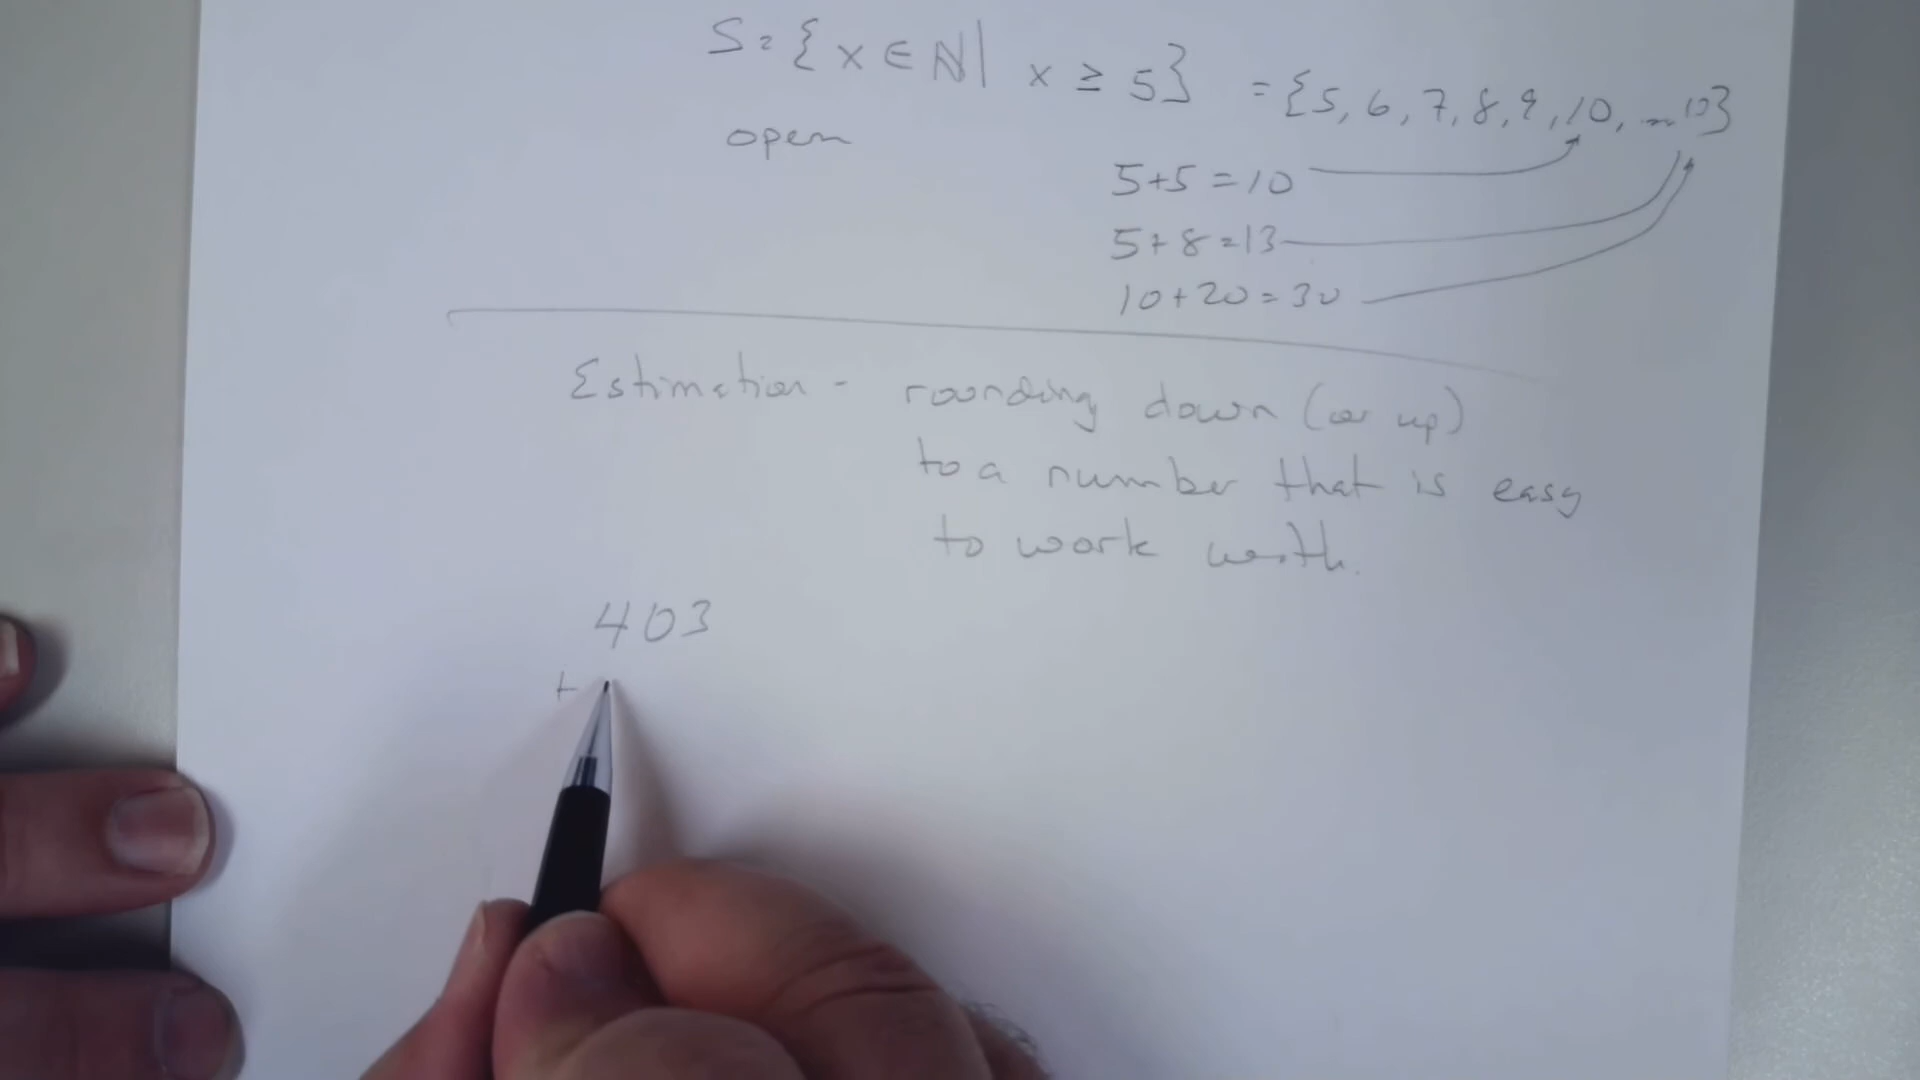 S = {x ∈ ℕ | x ≥ 5} = {5, 6, 7, 8, 9, 10, ...}
open
5+5=10
5+8=13
10+20=30
Estimation - rounding down (or up)
to a number that is easy
to work with.
403
+